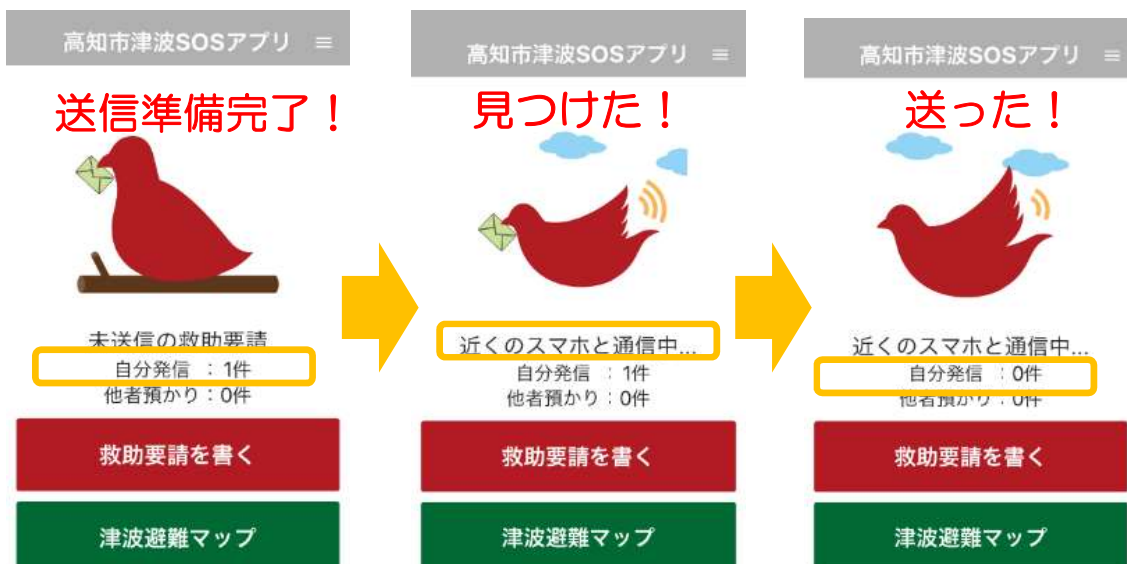 高知市津波SOSアプリ
送信準備完了！
未送信の救助要請
自分発信 ：1件
他者預かり：0件
救助要請を書く
津波避難マップ
高知市津波SOSアプリ
見つけた！
近くのスマホと通信中...
自分発信 ：1件
他者預かり：0件
救助要請を書く
津波避難マップ
高知市津波SOSアプリ
送った！
近くのスマホと通信中...
自分発信 ：0件
他者預かり：0件
救助要請を書く
津波避難マップ